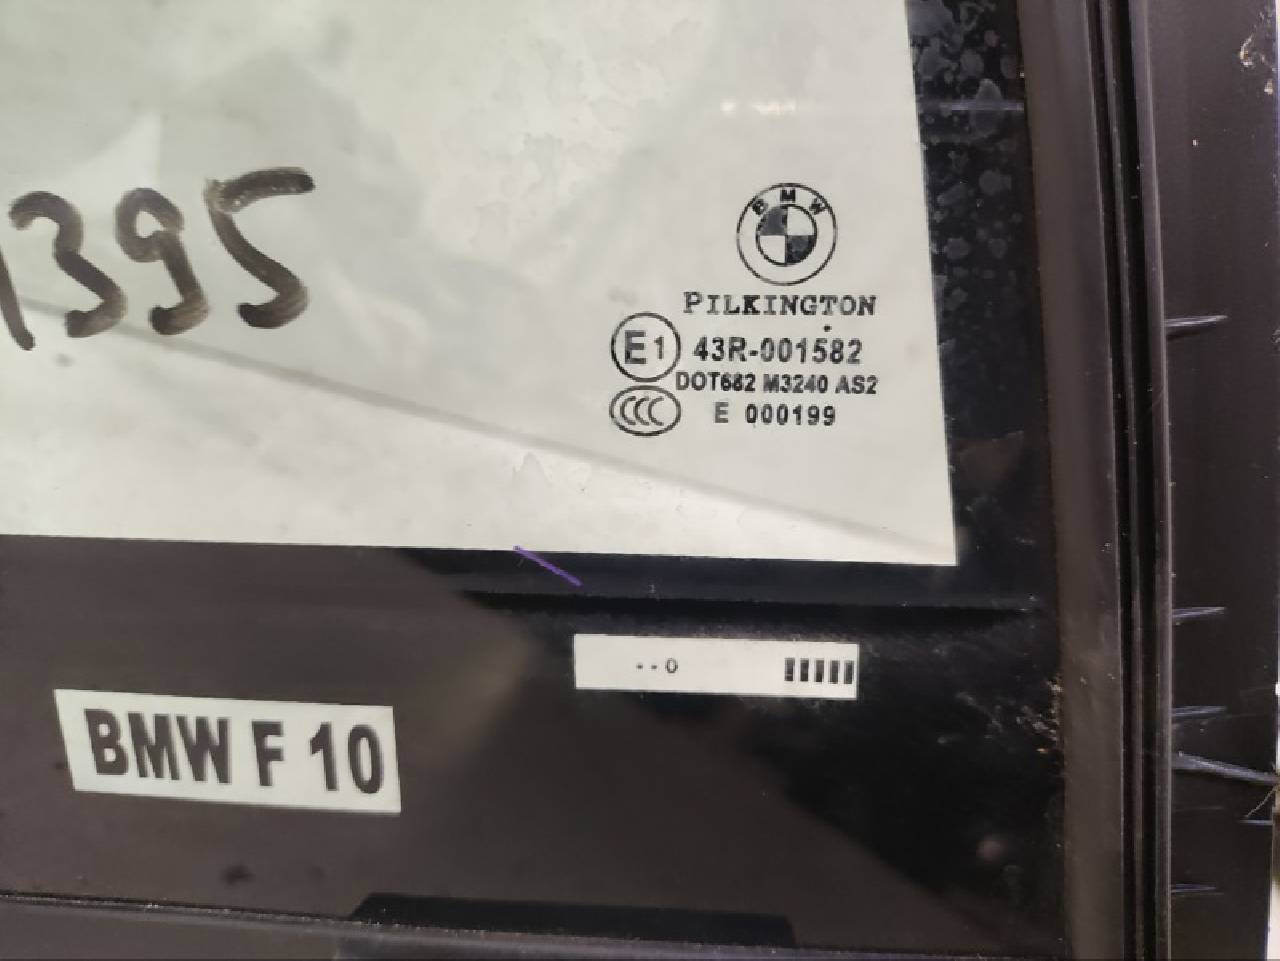 1395
BMW
PILKINGTON
E1 43R-001582
DOT682 M3240 AS2
CCC E 000199
--0
BMW F 10